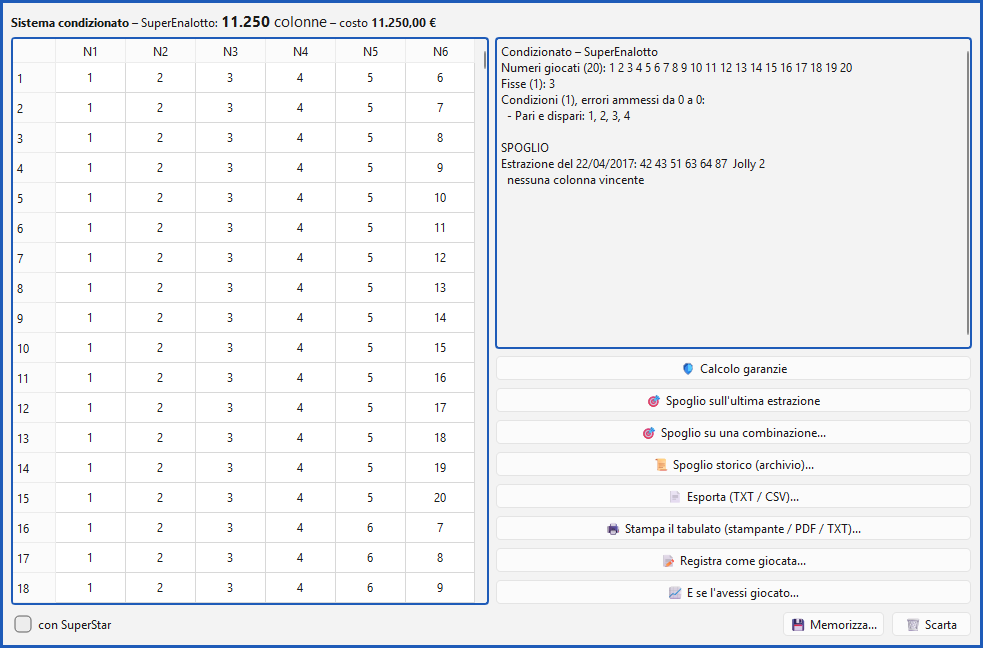 Sistema condizionato – SuperEnalotto: 11.250 colonne – costo 11.250,00 €
N1 N2 N3 N4 N5 N6
1 1 2 3 4 5 6
2 1 2 3 4 5 7
3 1 2 3 4 5 8
4 1 2 3 4 5 9
5 1 2 3 4 5 10
6 1 2 3 4 5 11
7 1 2 3 4 5 12
8 1 2 3 4 5 13
9 1 2 3 4 5 14
10 1 2 3 4 5 15
11 1 2 3 4 5 16
12 1 2 3 4 5 17
13 1 2 3 4 5 18
14 1 2 3 4 5 19
15 1 2 3 4 5 20
16 1 2 3 4 6 7
17 1 2 3 4 6 8
18 1 2 3 4 6 9
Condizionato – SuperEnalotto
Numeri giocati (20): 1 2 3 4 5 6 7 8 9 10 11 12 13 14 15 16 17 18 19 20
Fisse (1): 3
Condizioni (1), errori ammessi da 0 a 0:
- Pari e dispari: 1, 2, 3, 4
SPOGLIO
Estrazione del 22/04/2017: 42 43 51 63 64 87 Jolly 2
nessuna colonna vincente
Calcolo garanzie
Spoglio sull'ultima estrazione
Spoglio su una combinazione...
Spoglio storico (archivio)...
Esporta (TXT / CSV)...
Stampa il tabulato (stampante / PDF / TXT)...
Registra come giocata...
E se l'avessi giocato...
con SuperStar
Memorizza...
Scarta